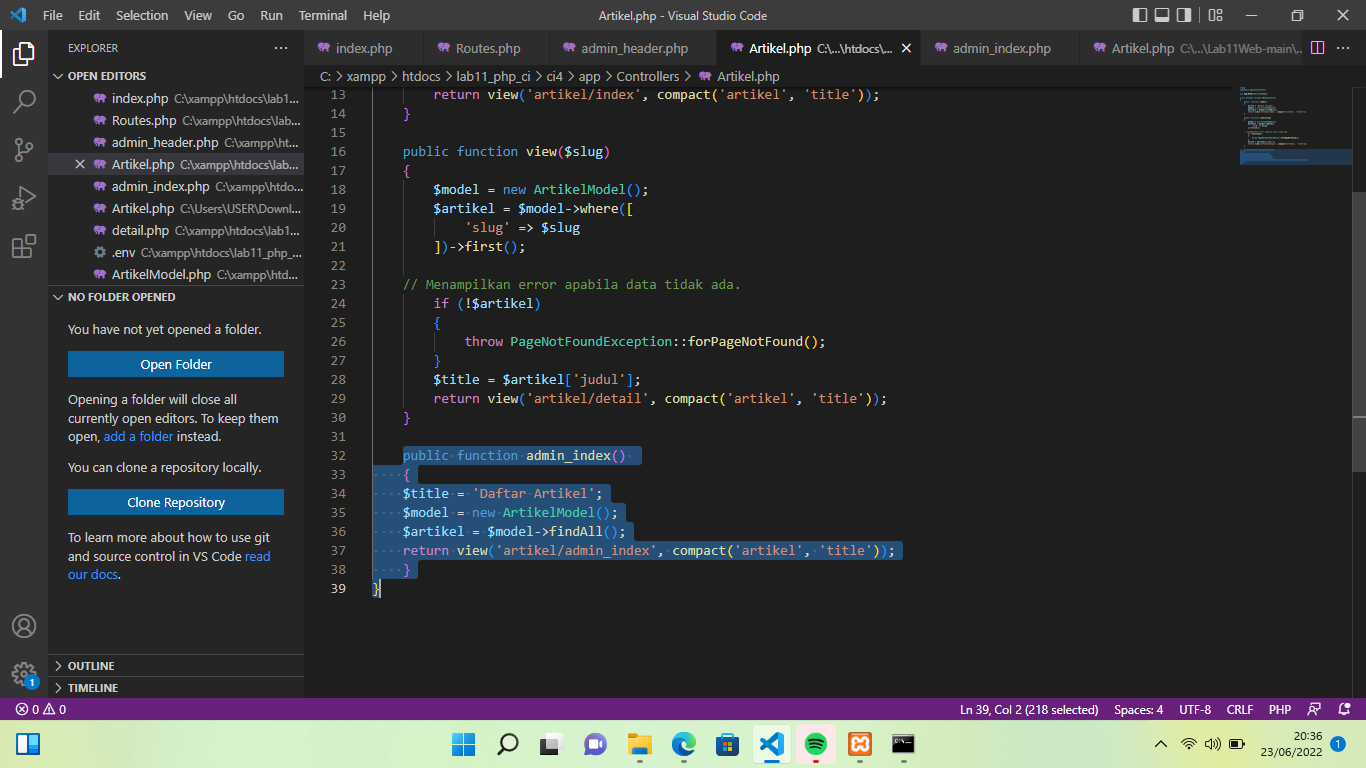 File Edit Selection View Go Run Terminal Help
Artikel.php - Visual Studio Code
EXPLORER
OPEN EDITORS
index.php C:\xampp\htdocs\lab1...
Routes.php C:\xampp\htdocs\lab...
admin_header.php C:\xampp\ht...
Artikel.php C:\xampp\htdocs\lab...
admin_index.php C:\xampp\htdo...
Artikel.php C:\Users\USER\Downl...
detail.php C:\xampp\htdocs\lab1...
.env C:\xampp\htdocs\lab11_php_...
ArtikelModel.php C:\xampp\htd...
NO FOLDER OPENED
You have not yet opened a folder.
Open Folder
Opening a folder will close all
currently open editors. To keep them
open, add a folder instead.
You can clone a repository locally.
Clone Repository
To learn more about how to use git
and source control in VS Code read
our docs.
OUTLINE
TIMELINE
index.php Routes.php admin_header.php Artikel.php C:\...\htdocs\... admin_index.php Artikel.php C:\...\Lab11Web-main\...
C: > xampp > htdocs > lab11_php_ci > ci4 > app > Controllers > Artikel.php
13 return view('artikel/index', compact('artikel', 'title'));
14 }
15
16 public function view($slug)
17 {
18 $model = new ArtikelModel();
19 $artikel = $model->where([
20 'slug' => $slug
21 ])->first();
22
23 // Menampilkan error apabila data tidak ada.
24 if (!$artikel)
25 {
26 throw PageNotFoundException::forPageNotFound();
27 }
28 $title = $artikel['judul'];
29 return view('artikel/detail', compact('artikel', 'title'));
30 }
31
32 public function admin_index()
33 {
34 $title = 'Daftar Artikel';
35 $model = new ArtikelModel();
36 $artikel = $model->findAll();
37 return view('artikel/admin_index', compact('artikel', 'title'));
38 }
39 }
0 0
Ln 39, Col 2 (218 selected) Spaces: 4 UTF-8 CRLF PHP
1
20:36
23/06/2022
1